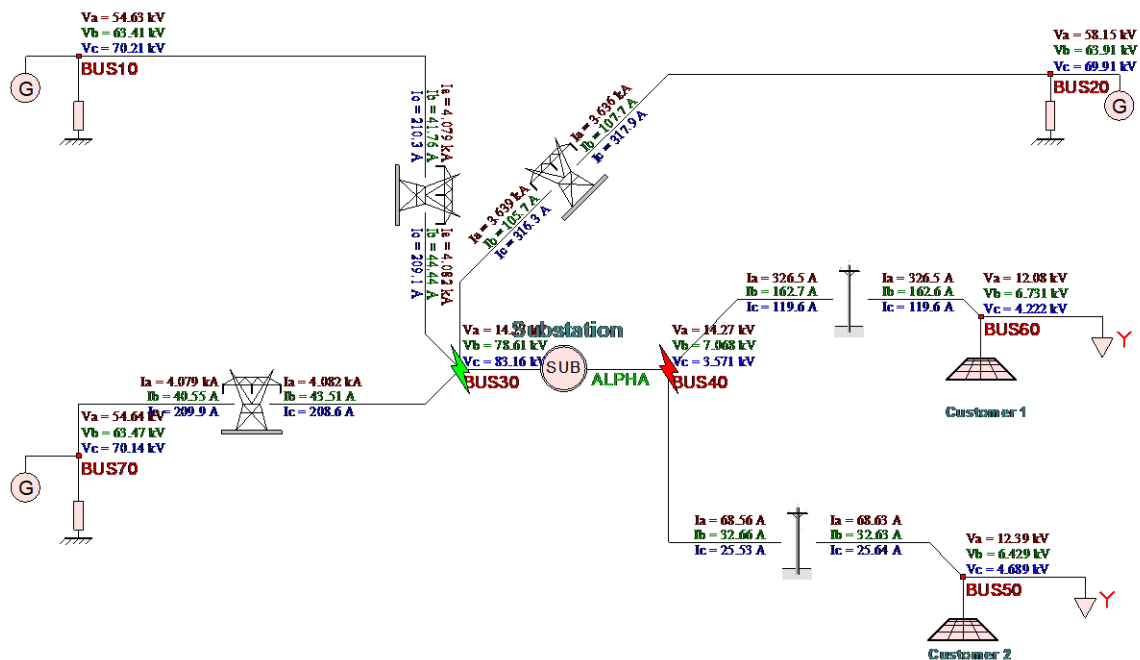 Va = 54.63 kV
Vb = 63.41 kV
Vc = 70.21 kV
BUS10
G
Va = 58.15 kV
Vb = 63.91 kV
Vc = 69.91 kV
BUS20
G
Ia = 4.079 kA
Ib = 41.76 A
Ic = 210.3 A
Ia = 3.636 kA
Ib = 107.7 A
Ic = 317.9 A
Ia = 3.639 kA
Ib = 105.7 A
Ic = 316.3 A
Ia = 4.082 kA
Ib = 44.44 A
Ic = 209.1 A
Substation
Vb = 78.61 kV
Vc = 83.16 kV
BUS30
SUB
ALPHA
Va = 14.27 kV
Vb = 7.068 kV
Vc = 3.571 kV
BUS40
Ia = 326.5 A
Ib = 162.7 A
Ic = 119.6 A
Ia = 326.5 A
Ib = 162.6 A
Ic = 119.6 A
Va = 12.08 kV
Vb = 6.731 kV
Vc = 4.222 kV
BUS60
Y
Customer 1
Ia = 4.079 kA
Ib = 40.55 A
Ic = 209.9 A
Ia = 4.082 kA
Ib = 43.51 A
Ic = 208.6 A
Va = 54.64 kV
Vb = 63.47 kV
Vc = 70.14 kV
BUS70
G
Ia = 68.56 A
Ib = 32.66 A
Ic = 25.53 A
Ia = 68.63 A
Ib = 32.63 A
Ic = 25.64 A
Va = 12.39 kV
Vb = 6.429 kV
Vc = 4.689 kV
BUS50
Y
Customer 2